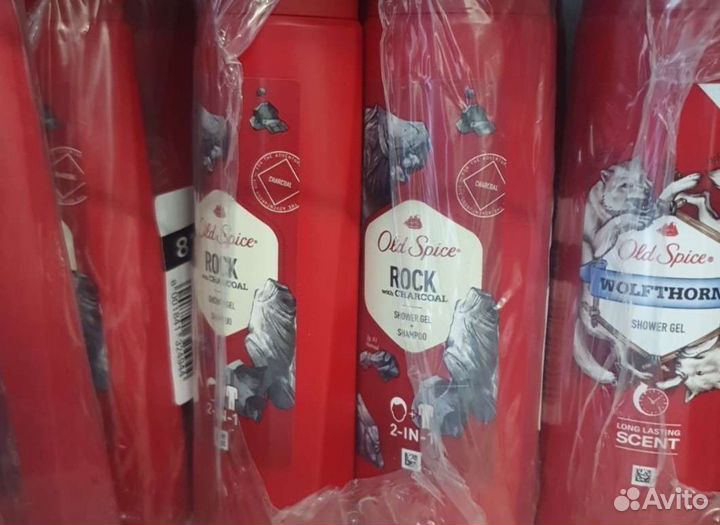 CHARCOAL
Old Spice
ROCK
with CHARCOAL
SHOWER GEL
+
SHAMPOO
2-IN-1
8
CHARCOAL
Old Spice
ROCK
with CHARCOAL
SHOWER GEL
+
SHAMPOO
2-IN-
Old Spice
WOLFTHORN
SHOWER GEL
LONG LASTING
SCENT
Avito